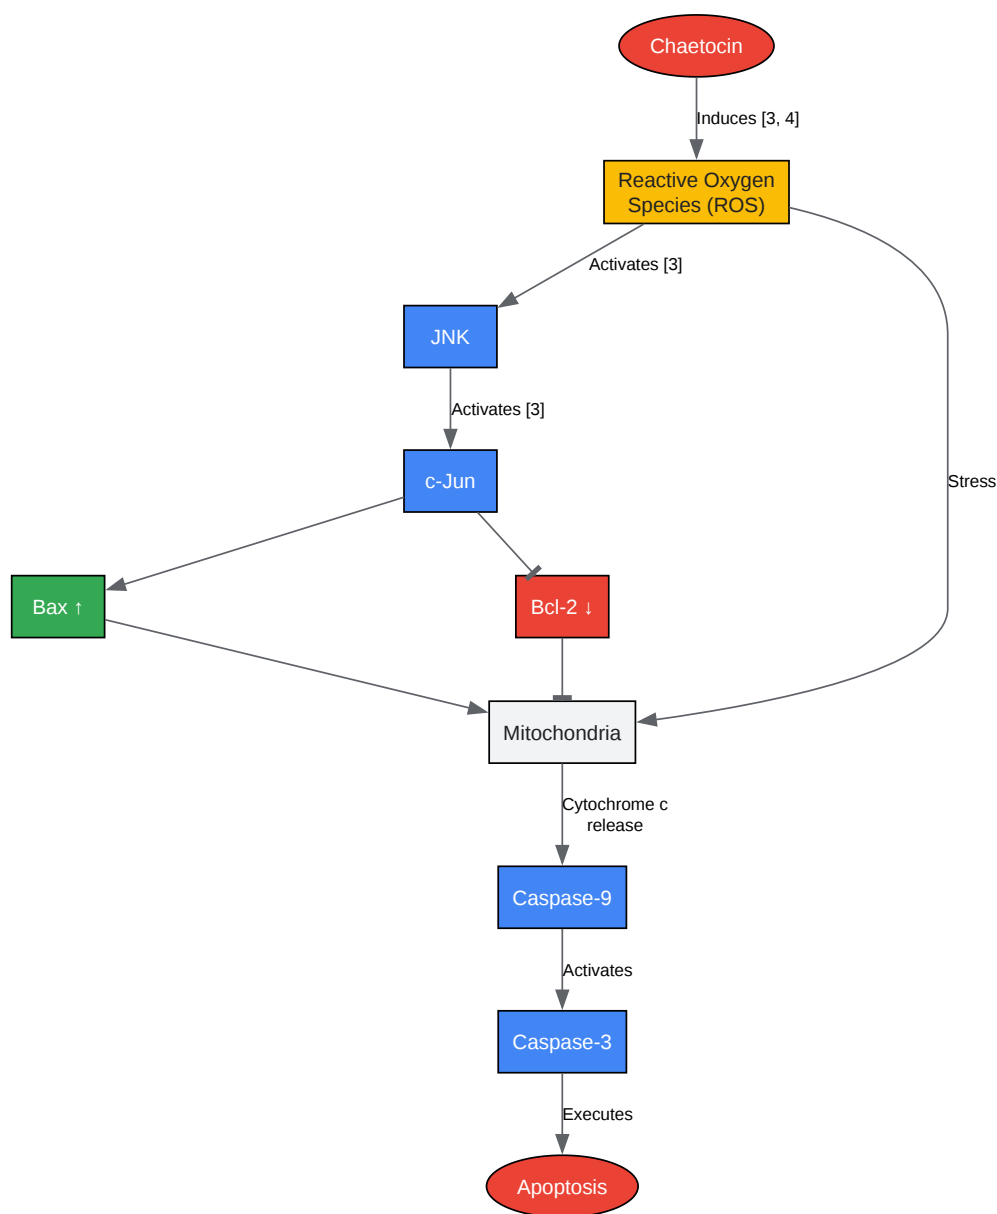 Chaetocin
Induces [3, 4]
Reactive Oxygen
Species (ROS)
Activates [3]
JNK
Activates [3]
c-Jun
Stress
Bax ↑
Bcl-2 ↓
Mitochondria
Cytochrome c
release
Caspase-9
Activates
Caspase-3
Executes
Apoptosis